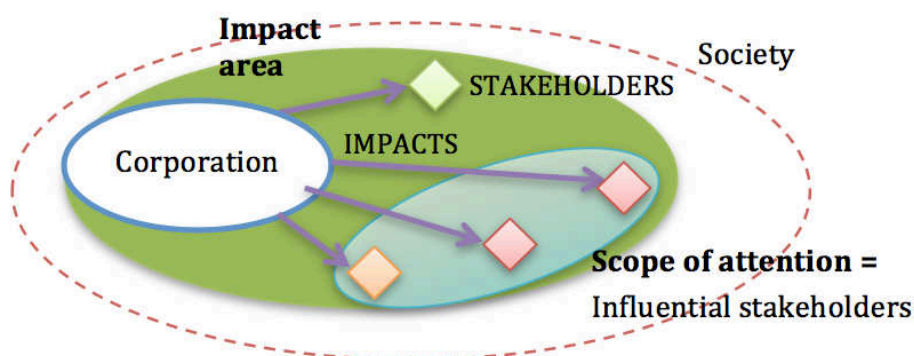 Impact
area
Society
STAKEHOLDERS
IMPACTS
Corporation
Scope of attention =
Influential stakeholders